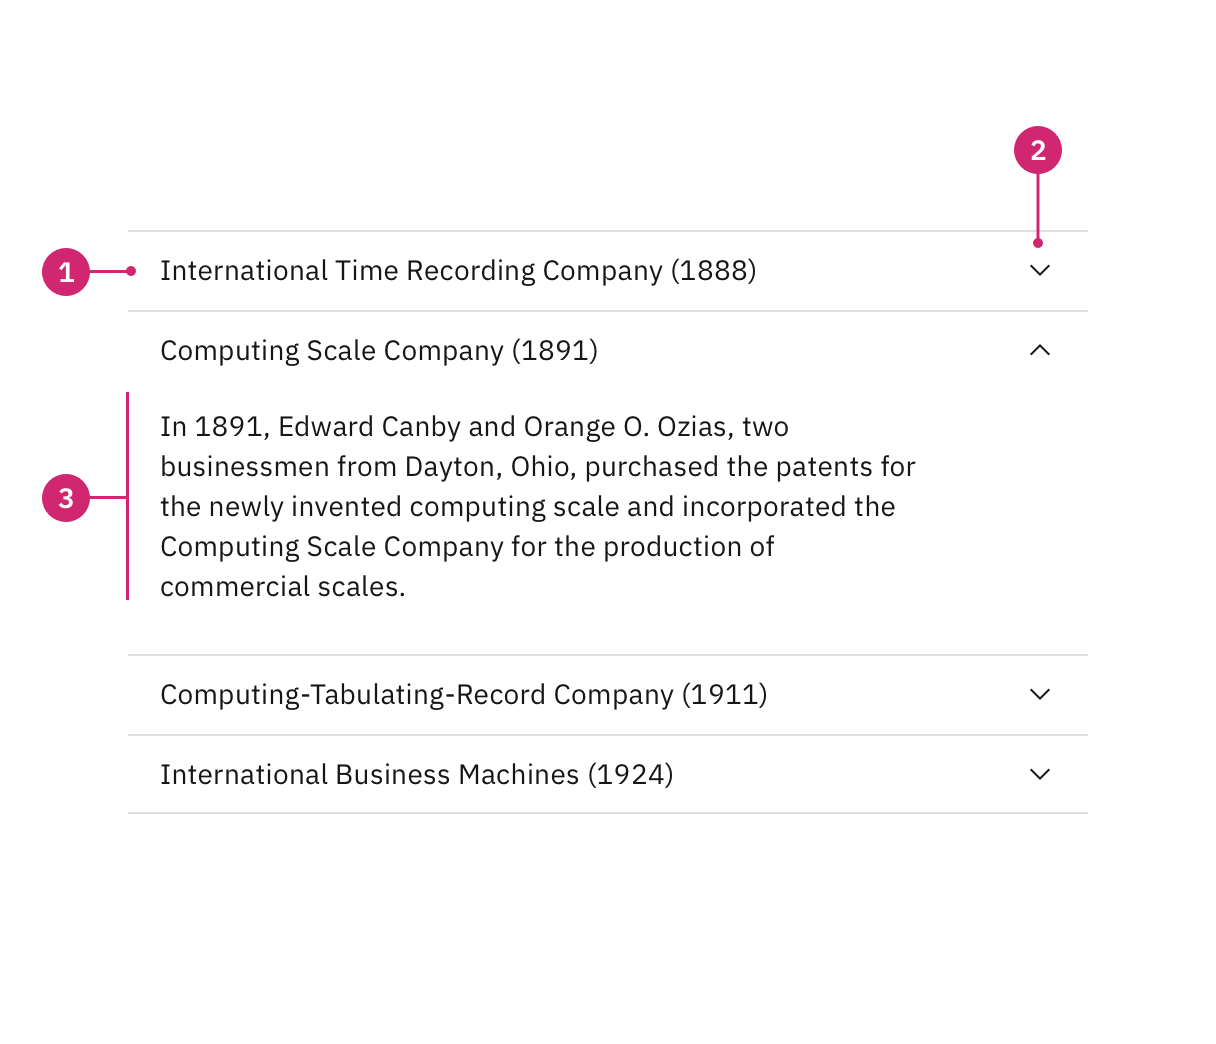 2
1 International Time Recording Company (1888)
Computing Scale Company (1891)
In 1891, Edward Canby and Orange O. Ozias, two
businessmen from Dayton, Ohio, purchased the patents for
3 the newly invented computing scale and incorporated the
Computing Scale Company for the production of
commercial scales.
Computing-Tabulating-Record Company (1911)
International Business Machines (1924)